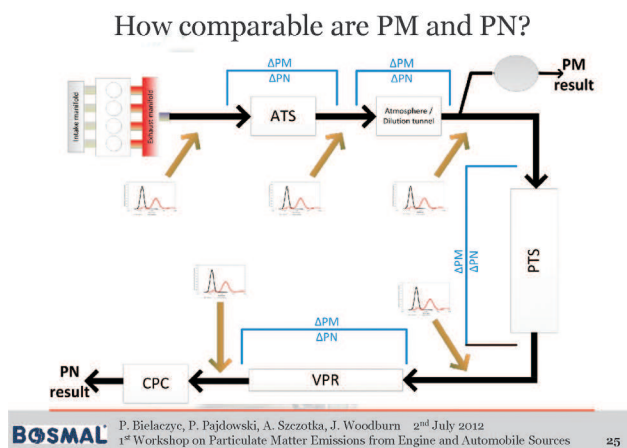 How comparable are PM and PN?
ΔPM
ΔPN
ΔPM
ΔPN
PM
result
Intake manifold
Exhaust manifold
ATS
Atmosphere /
Dilution tunnel
ΔPM
ΔPN
PTS
ΔPM
ΔPN
PN
result
CPC
VPR
BOSMAL
P. Bielaczyc, P. Pajdowski, A. Szczotka, J. Woodburn 2nd July 2012
1st Workshop on Particulate Matter Emissions from Engine and Automobile Sources 25